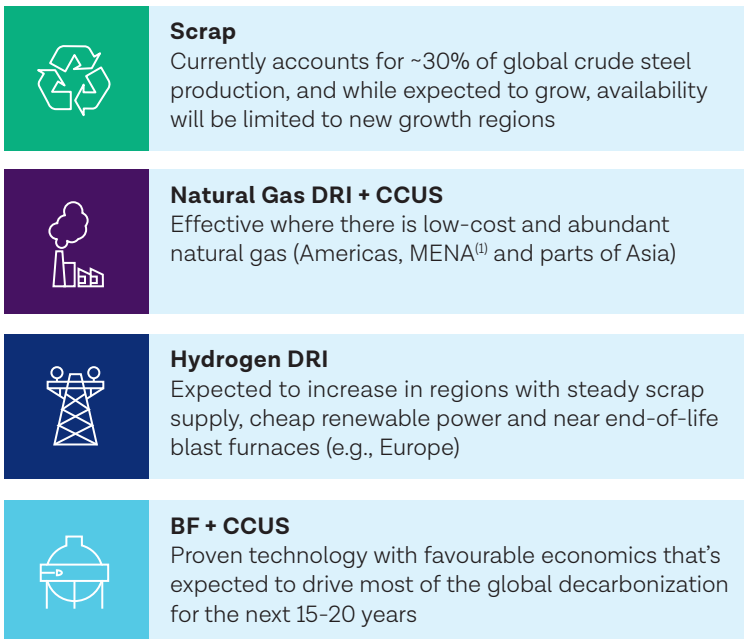 Scrap
Currently accounts for ~30% of global crude steel
production, and while expected to grow, availability
will be limited to new growth regions
Natural Gas DRI + CCUS
Effective where there is low-cost and abundant
natural gas (Americas, MENA(1) and parts of Asia)
Hydrogen DRI
Expected to increase in regions with steady scrap
supply, cheap renewable power and near end-of-life
blast furnaces (e.g., Europe)
BF + CCUS
Proven technology with favourable economics that's
expected to drive most of the global decarbonization
for the next 15-20 years